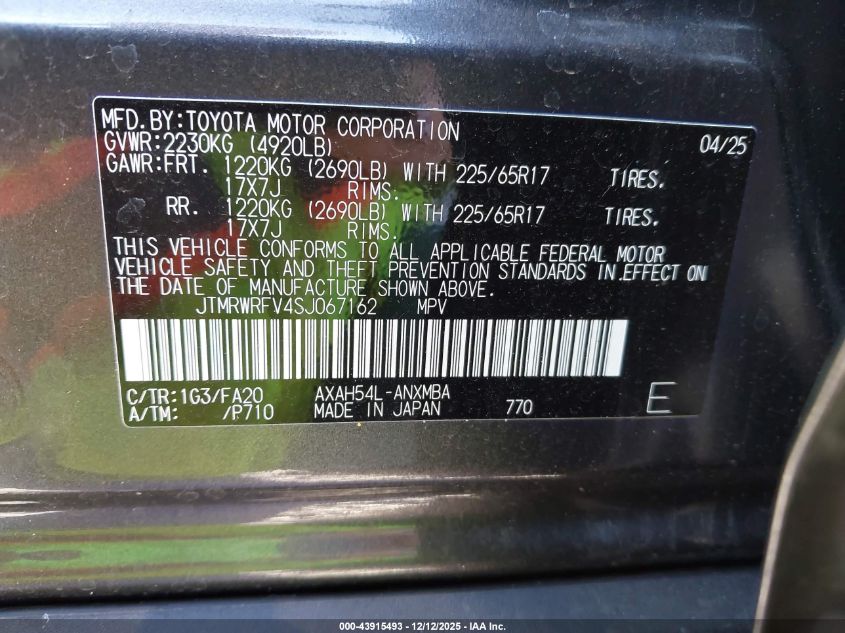 MFD. BY: TOYOTA MOTOR CORPORATION 04/25
GVWR: 2230KG (4920LB)
GAWR: FRT. 1220KG (2690LB) WITH 225/65R17 TIRES.
17X7J RIMS.
RR. 1220KG (2690LB) WITH 225/65R17 TIRES.
17X7J RIMS.
THIS VEHICLE CONFORMS TO ALL APPLICABLE FEDERAL MOTOR
VEHICLE SAFETY AND THEFT PREVENTION STANDARDS IN EFFECT ON
THE DATE OF MANUFACTURE SHOWN ABOVE.
JTMRWRFV4SJ067162 MPV
C/TR: 1G3/FA20 AXAH54L-ANXMBA
A/TM: /P710 MADE IN JAPAN 770 E
000-43915493 - 12/12/2025 - IAA Inc.